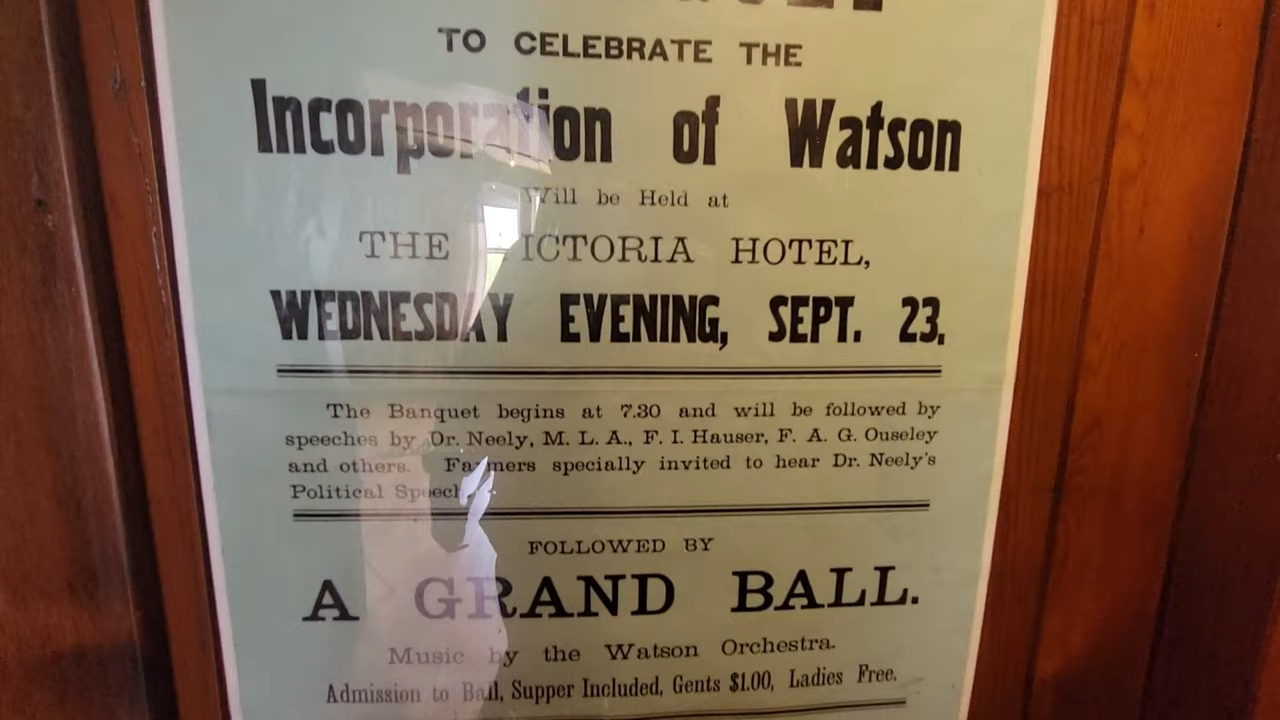 TO CELEBRATE THE
Incorporation of Watson
Will be Held at
THE VICTORIA HOTEL,
WEDNESDAY EVENING, SEPT. 23.
The Banquet begins at 7.30 and will be followed by
speeches by Dr. Neely, M. L. A., F. I. Hauser, F. A. G. Ouseley
and others. Farmers specially invited to hear Dr. Neely's
Political Speech
FOLLOWED BY
A GRAND BALL.
Music by the Watson Orchestra.
Admission to Ball, Supper Included, Gents $1.00, Ladies Free.